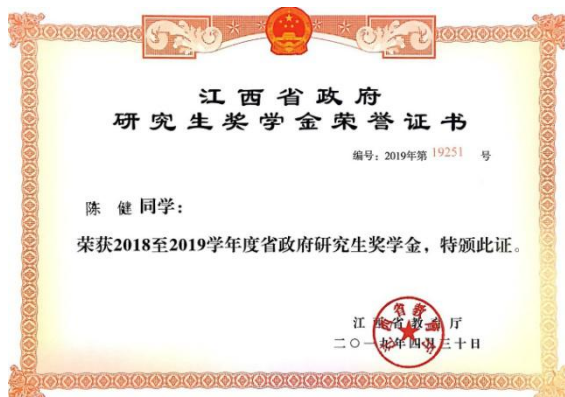 江西省政府
研究生奖学金荣誉证书
编号：2019年第 19251 号
陈 健 同学：
荣获2018至2019学年度省政府研究生奖学金，特颁此证。
江西省教育厅
二〇一九年四月三十日